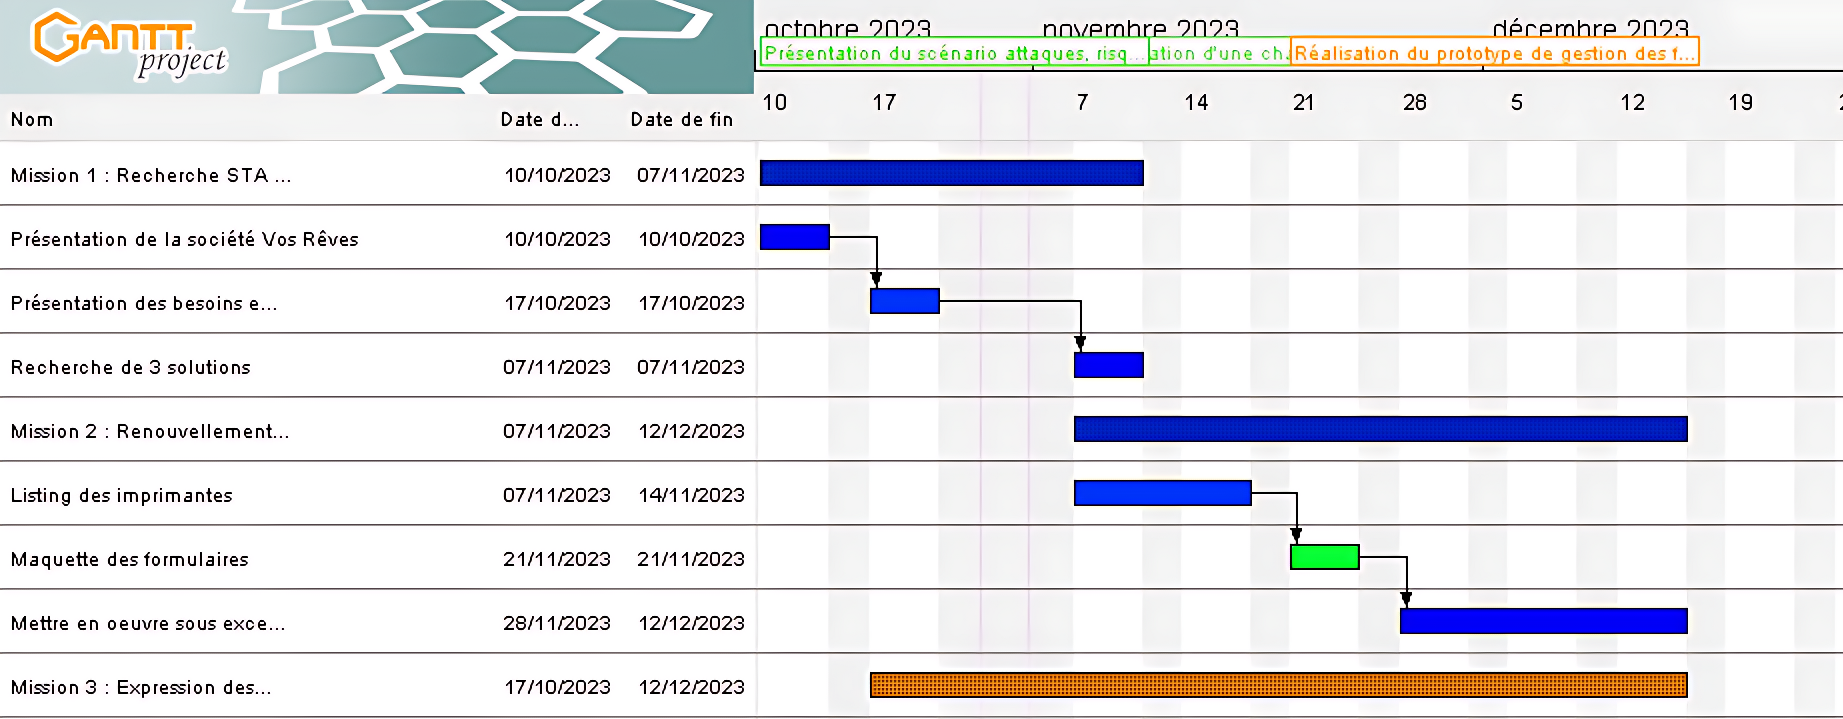 GANTT
project
octobre 2023 novembre 2023 décembre 2023
Présentation du scénario attaques, risq... ation d'une Réalisation du prototype de gestion des f...
10 17 7 14 21 28 5 12 19
Nom Date d... Date de fin
Mission 1 : Recherche STA ... 10/10/2023 07/11/2023
Présentation de la société Vos Rêves 10/10/2023 10/10/2023
Présentation des besoins e... 17/10/2023 17/10/2023
Recherche de 3 solutions 07/11/2023 07/11/2023
Mission 2 : Renouvellement... 07/11/2023 12/12/2023
Listing des imprimantes 07/11/2023 14/11/2023
Maquette des formulaires 21/11/2023 21/11/2023
Mettre en oeuvre sous exce... 28/11/2023 12/12/2023
Mission 3 : Expression des... 17/10/2023 12/12/2023